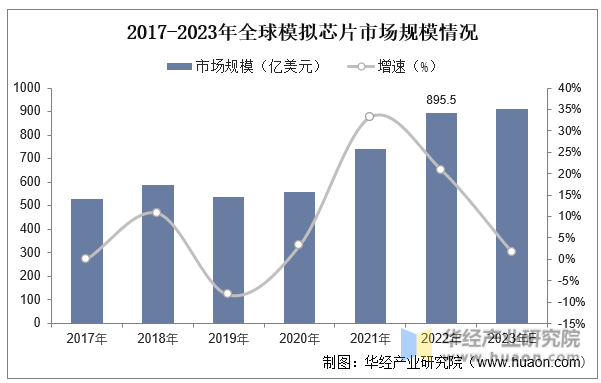 2017-2023年全球模拟芯片市场规模情况
市场规模（亿美元） 增速（%）
1000 40%
900 35%
800 30%
700 25%
600 20%
500 15%
400 10%
300 5%
200 0%
100 -5%
0 -10%
-15%
895.5
2017年 2018年 2019年 2020年 2021年 2022年 2023年E
华经产业研究院
www.huaon.com
制图：华经产业研究院（www.huaon.com）